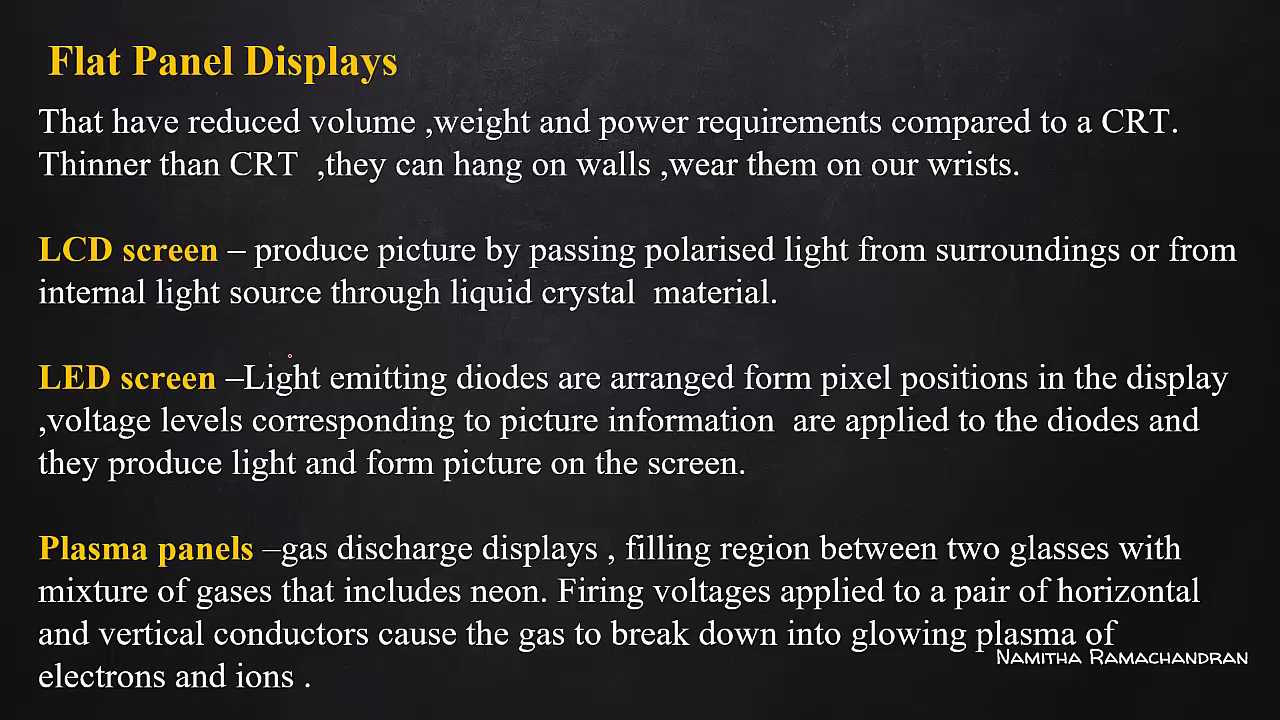 Flat Panel Displays
That have reduced volume ,weight and power requirements compared to a CRT.
Thinner than CRT ,they can hang on walls ,wear them on our wrists.
LCD screen – produce picture by passing polarised light from surroundings or from
internal light source through liquid crystal material.
LED screen –Light emitting diodes are arranged form pixel positions in the display
,voltage levels corresponding to picture information are applied to the diodes and
they produce light and form picture on the screen.
Plasma panels –gas discharge displays , filling region between two glasses with
mixture of gases that includes neon. Firing voltages applied to a pair of horizontal
and vertical conductors cause the gas to break down into glowing plasma of
electrons and ions .
Namitha Ramachandran